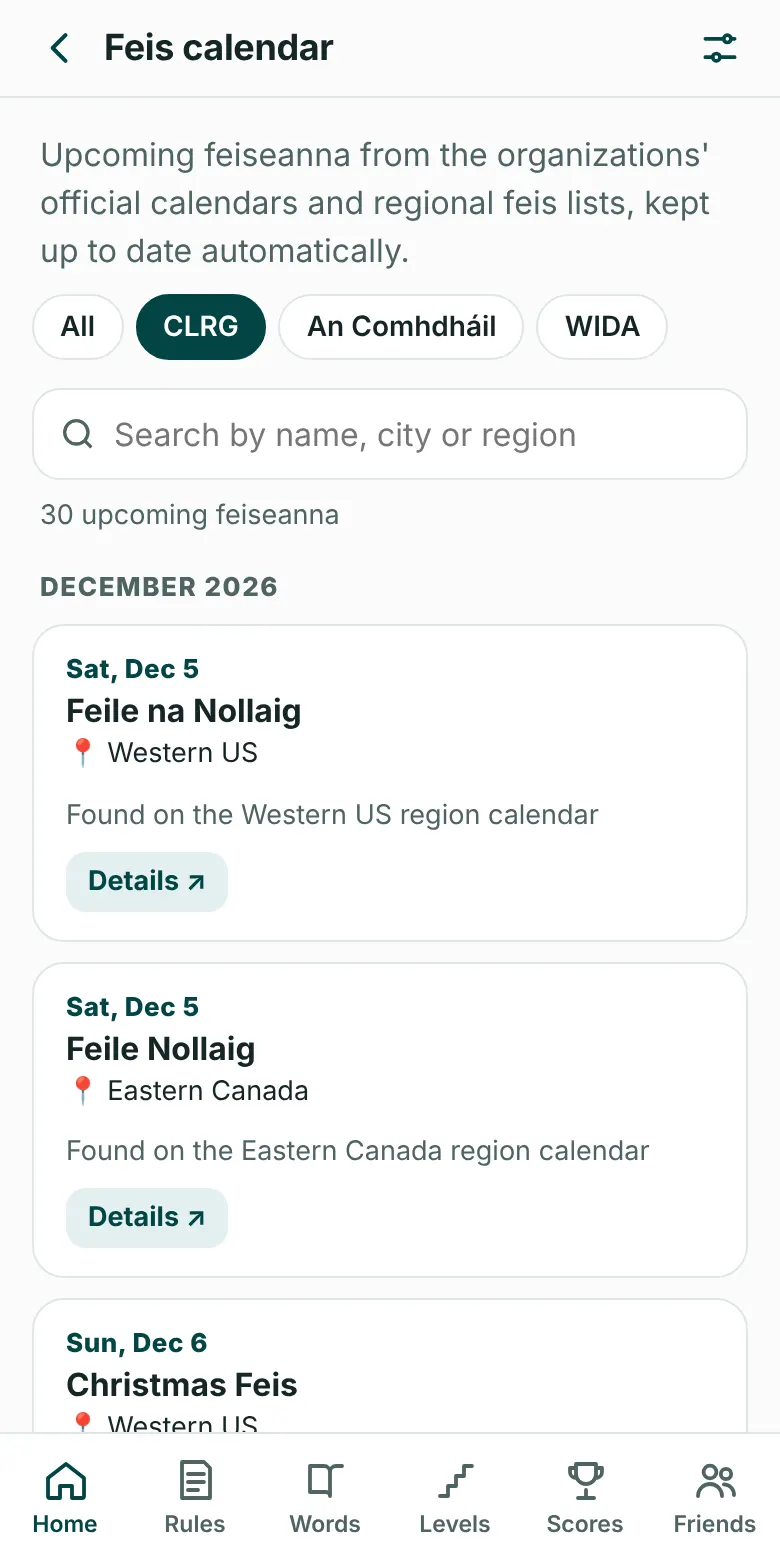 Feis calendar
Upcoming feiseanna from the organizations'
official calendars and regional feis lists, kept
up to date automatically.
All
CLRG
An Comhdháil
WIDA
Search by name, city or region
30 upcoming feiseanna
DECEMBER 2026
Sat, Dec 5
Feile na Nollaig
Western US
Found on the Western US region calendar
Details
Sat, Dec 5
Feile Nollaig
Eastern Canada
Found on the Eastern Canada region calendar
Details
Sun, Dec 6
Christmas Feis
Western US
Home
Rules
Words
Levels
Scores
Friends